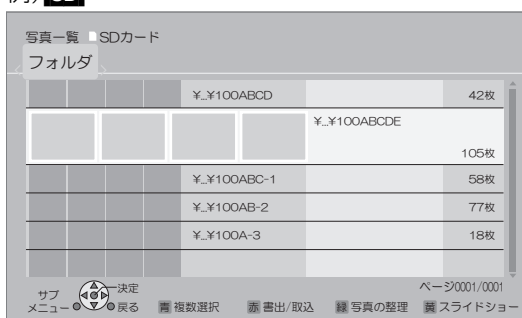 写真一覧 SDカード
フォルダ
¥...¥100ABCD 42枚
¥...¥100ABCDE
105枚
¥...¥100ABC-1 58枚
¥...¥100AB-2 77枚
¥...¥100A-3 18枚
ページ0001/0001
サブメニュー 決定 戻る 青 複数選択 赤 書出/取込 緑 写真の整理 黄 スライドショー